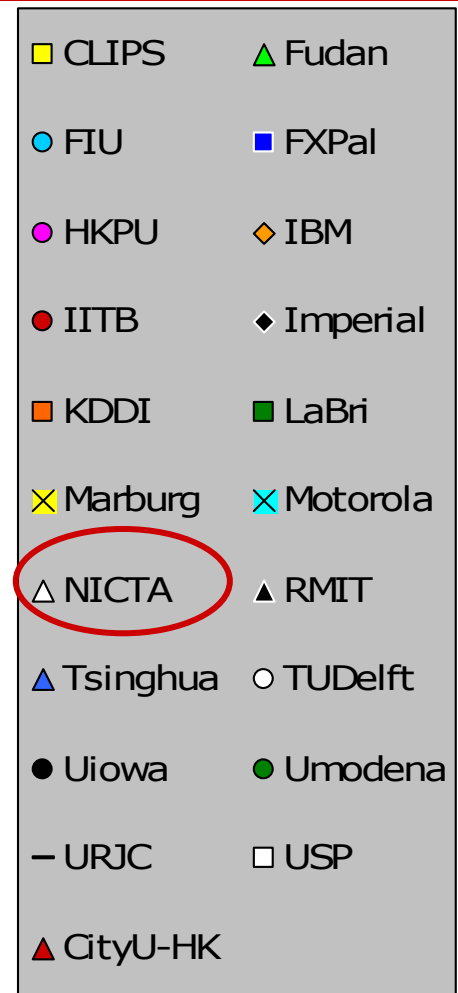 CLIPS Fudan
FIU FXPal
HKPU IBM
IITB Imperial
KDDI LaBri
Marburg Motorola
NICTA RMIT
Tsinghua TUDelft
Uiowa Umodena
URJC USP
CityU-HK